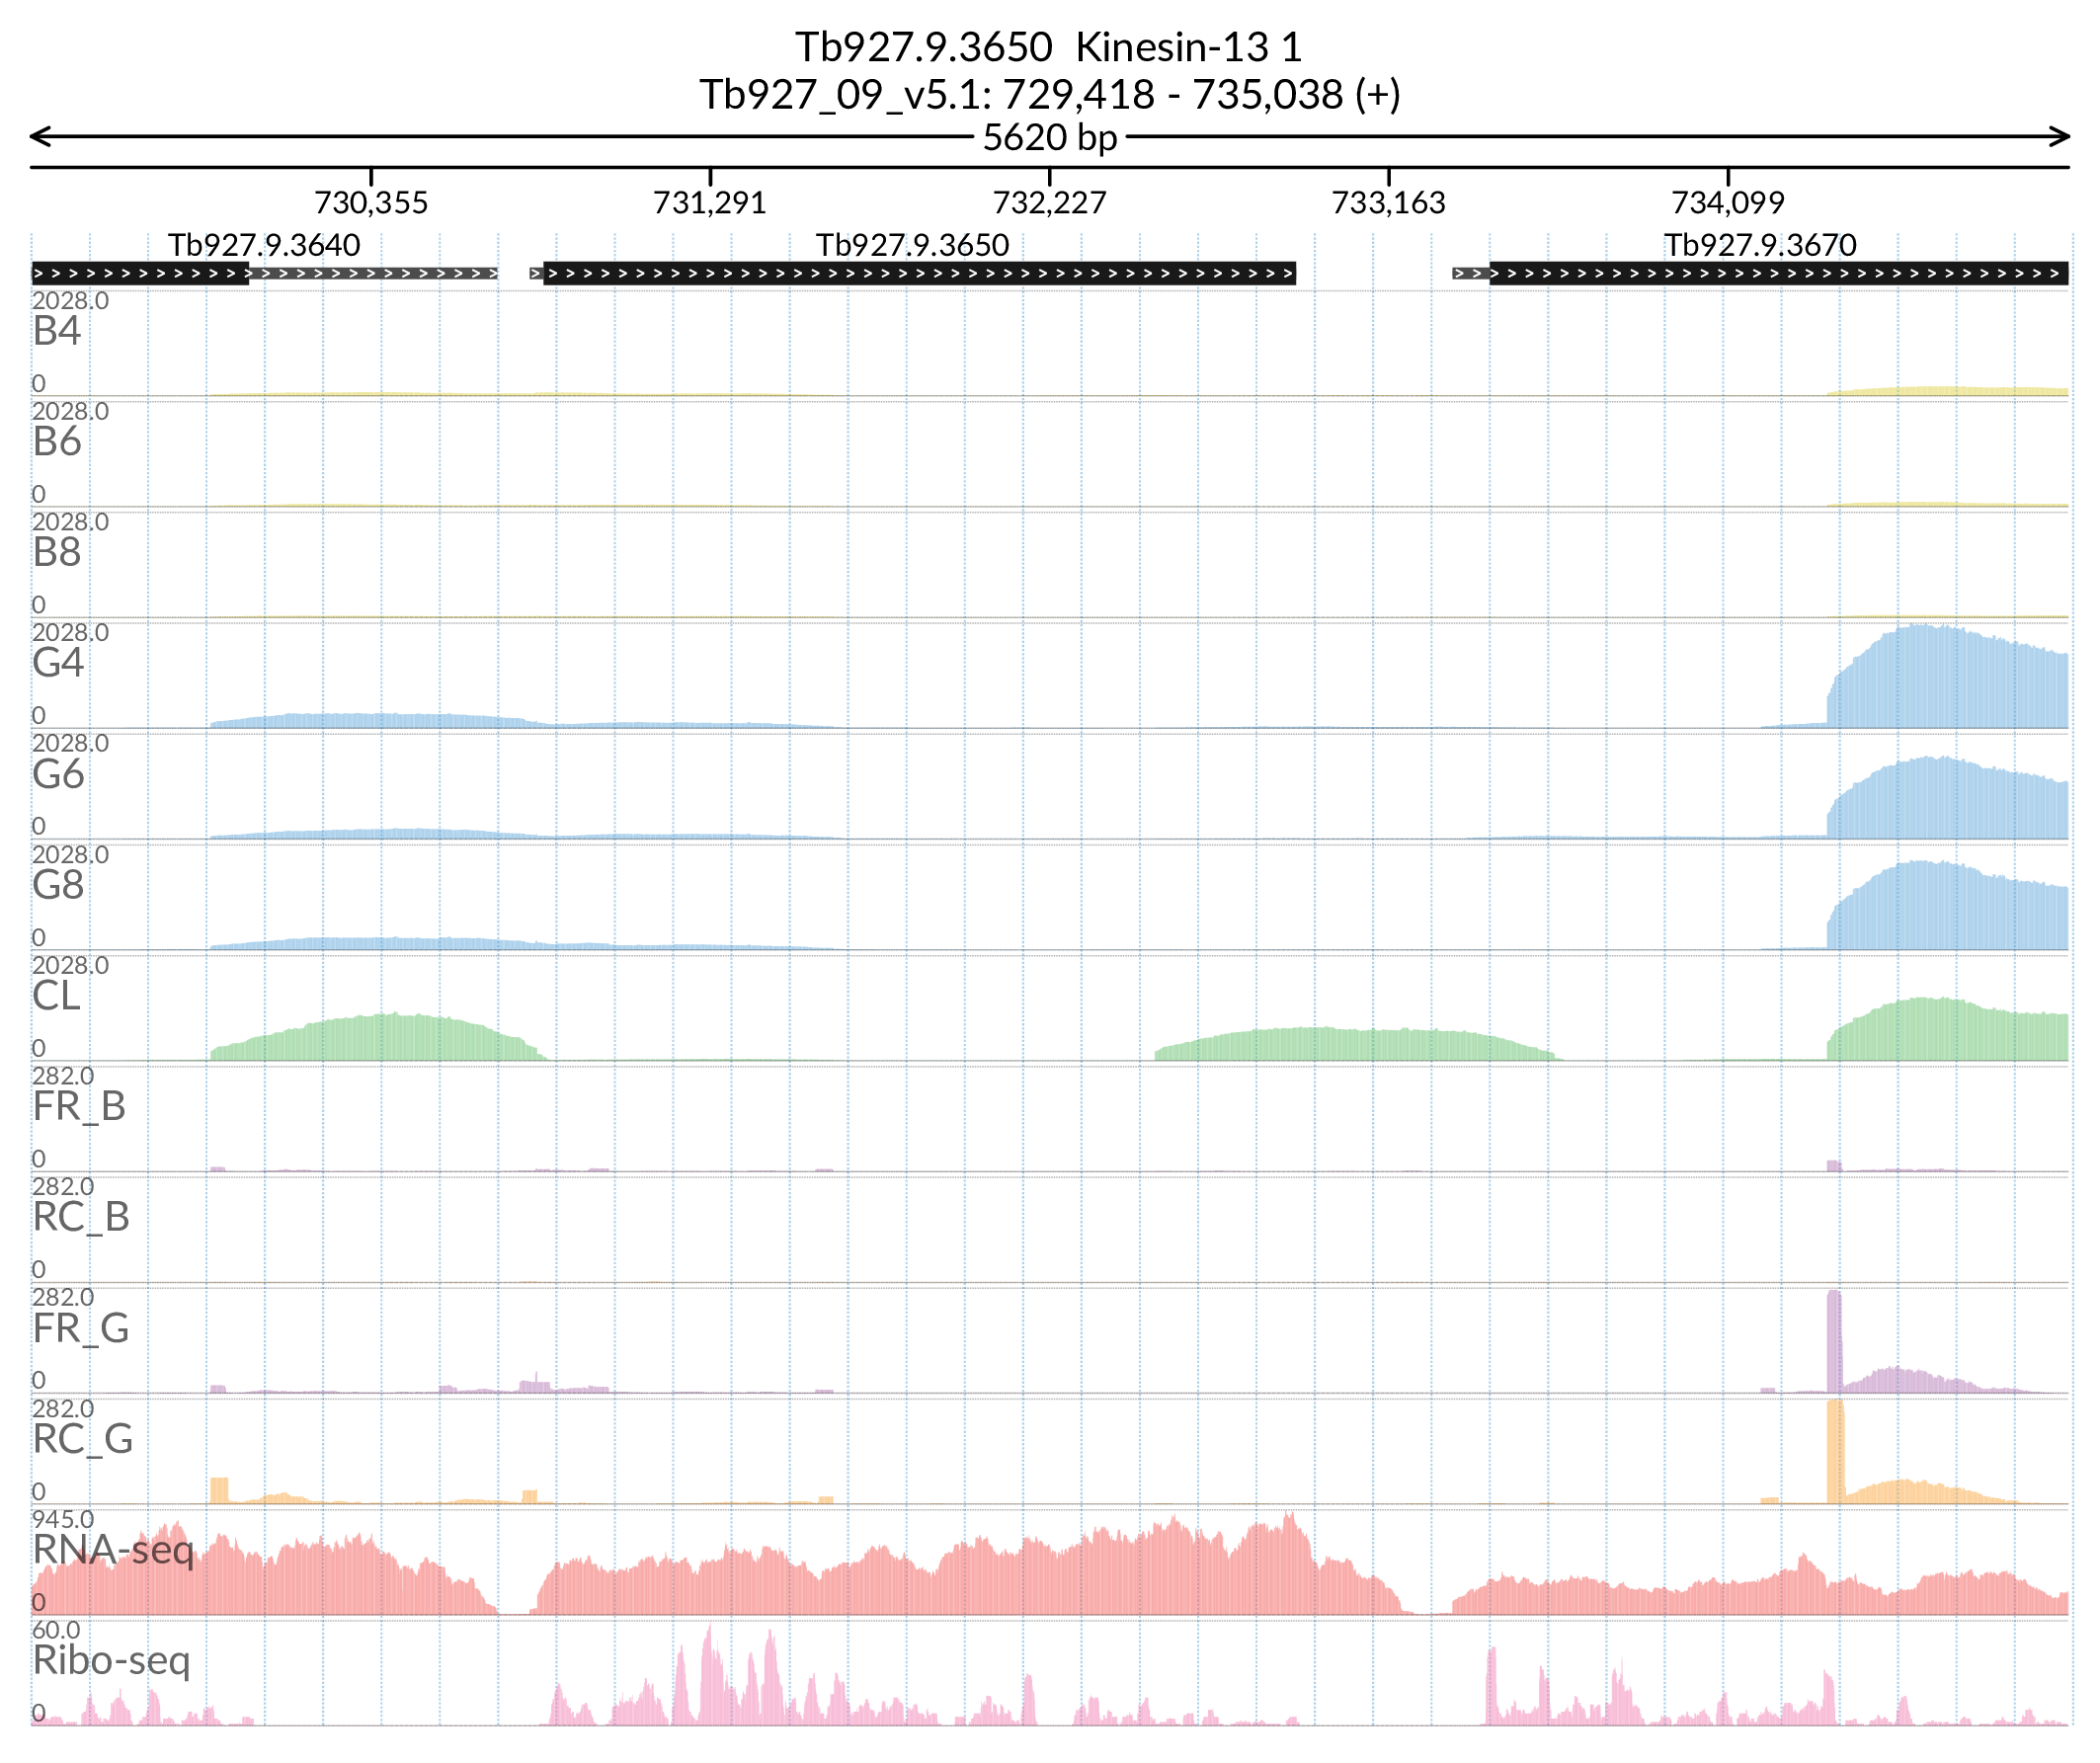 Tb927.9.3650 Kinesin-13 1
Tb927_09_v5.1: 729,418 - 735,038 (+)
5620 bp
730,355 731,291 732,227 733,163 734,099
Tb927.9.3640 Tb927.9.3650 Tb927.9.3670
2028.0
B4
0
2028.0
B6
0
2028.0
B8
0
2028.0
G4
0
2028.0
G6
0
2028.0
G8
0
2028.0
CL
0
282.0
FR_B
0
282.0
RC_B
0
282.0
FR_G
0
282.0
RC_G
0
945.0
RNA-seq
0
60.0
Ribo-seq
0